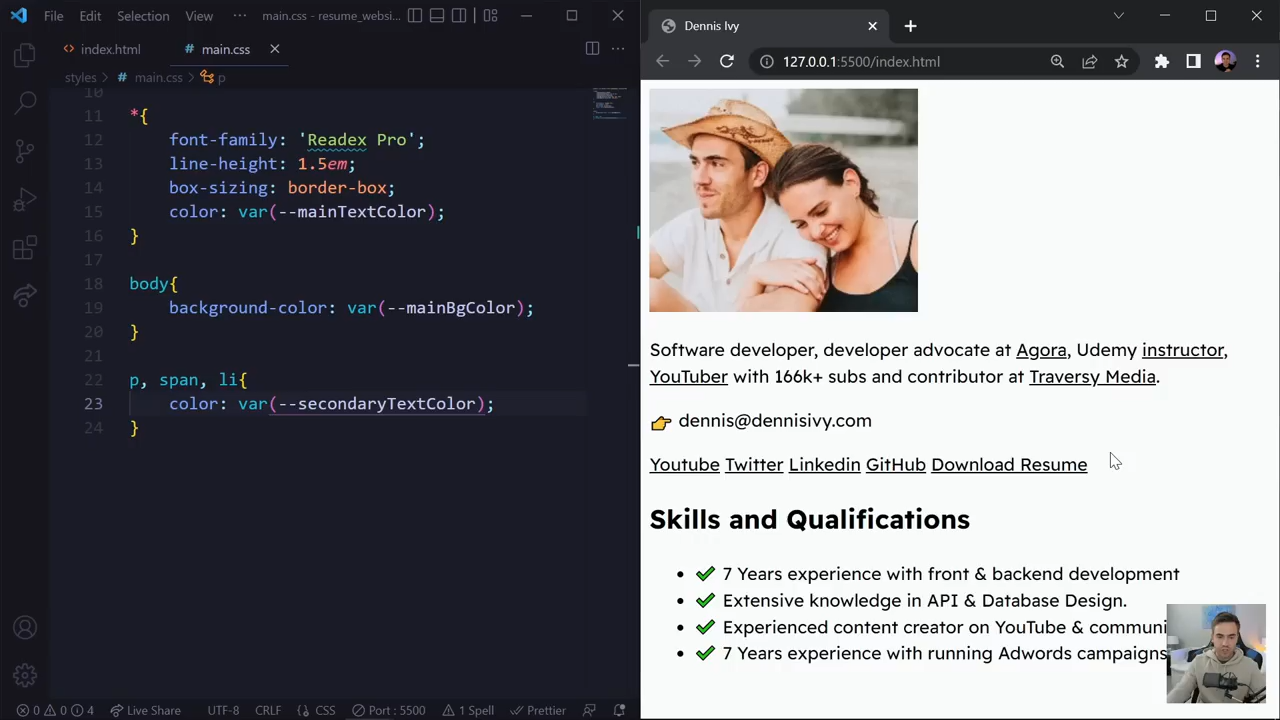 File Edit Selection View ··· main.css - resume_websi...
index.html # main.css
styles > # main.css > p
10
11 *{
12 font-family: 'Readex Pro';
13 line-height: 1.5em;
14 box-sizing: border-box;
15 color: var(--mainTextColor);
16 }
17
18 body{
19 background-color: var(--mainBgColor);
20 }
21
22 p, span, li{
23 color: var(--secondaryTextColor);
24 }
0 0 4 Live Share UTF-8 CRLF {} CSS Port : 5500 1 Spell Prettier
Dennis Ivy
127.0.0.1:5500/index.html
Software developer, developer advocate at Agora, Udemy instructor,
YouTuber with 166k+ subs and contributor at Traversy Media.
👉 dennis@dennisivy.com
Youtube Twitter Linkedin GitHub Download Resume
Skills and Qualifications
• ✔ 7 Years experience with front & backend development
• ✔ Extensive knowledge in API & Database Design.
• ✔ Experienced content creator on YouTube & communi
• ✔ 7 Years experience with running Adwords campaigns